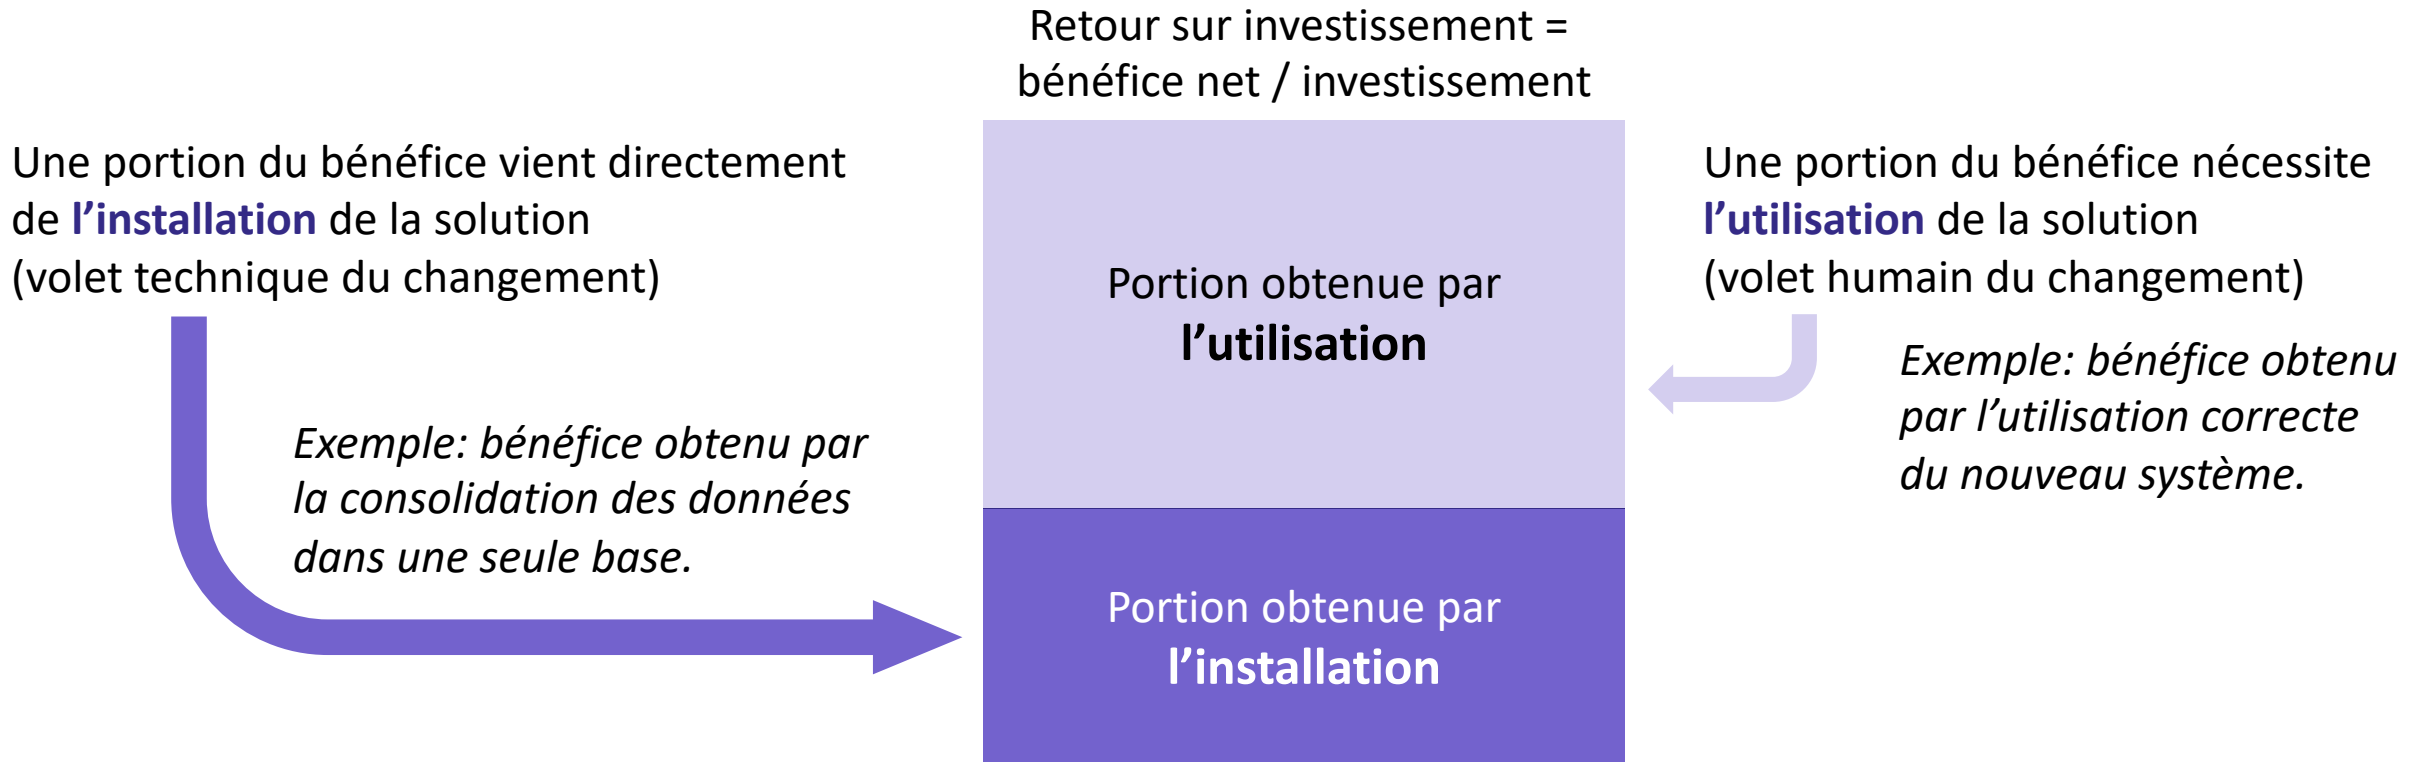 Retour sur investissement =
bénéfice net / investissement
Une portion du bénéfice vient directement
de l’installation de la solution
(volet technique du changement)
Exemple: bénéfice obtenu par
la consolidation des données
dans une seule base.
Portion obtenue par
l’utilisation
Portion obtenue par
l’installation
Une portion du bénéfice nécessite
l’utilisation de la solution
(volet humain du changement)
Exemple: bénéfice obtenu
par l’utilisation correcte
du nouveau système.